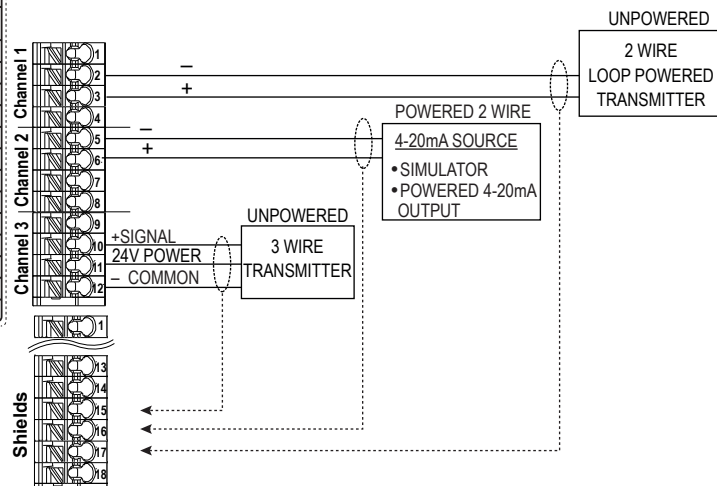 UNPOWERED
2 WIRE
LOOP POWERED
TRANSMITTER
Channel 1
1
2
3
4
–
+
Channel 2
5
6
7
8
–
+
POWERED 2 WIRE
4-20mA SOURCE
•SIMULATOR
•POWERED 4-20mA
OUTPUT
Channel 3
9
10
11
12
+SIGNAL
24V POWER
– COMMON
UNPOWERED
3 WIRE
TRANSMITTER
1
Shields
13
14
15
16
17
18